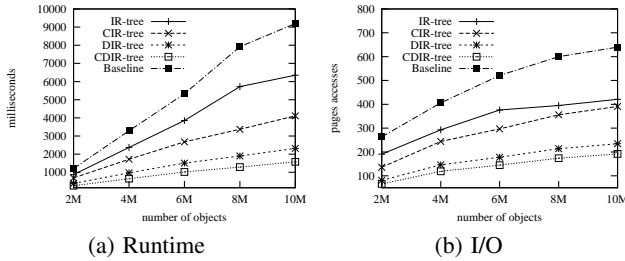 10000
9000
8000
7000
6000
5000
4000
3000
2000
1000
milliseconds
IR-tree
CIR-tree
DIR-tree
CDIR-tree
Baseline
2M 4M 6M 8M 10M
number of objects
(a) Runtime
800
700
600
500
400
300
200
100
pages accesses
IR-tree
CIR-tree
DIR-tree
CDIR-tree
Baseline
2M 4M 6M 8M 10M
number of objects
(b) I/O